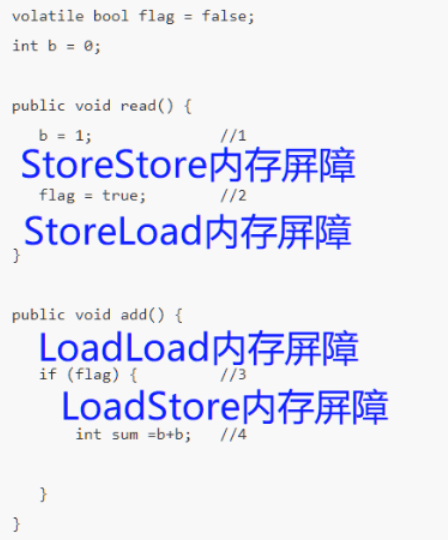 volatile bool flag = false;
int b = 0;
public void read() {
b = 1; //1
StoreStore内存屏障
flag = true; //2
StoreLoad内存屏障
}
public void add() {
LoadLoad内存屏障
if (flag) { //3
LoadStore内存屏障
int sum =b+b; //4
}
}